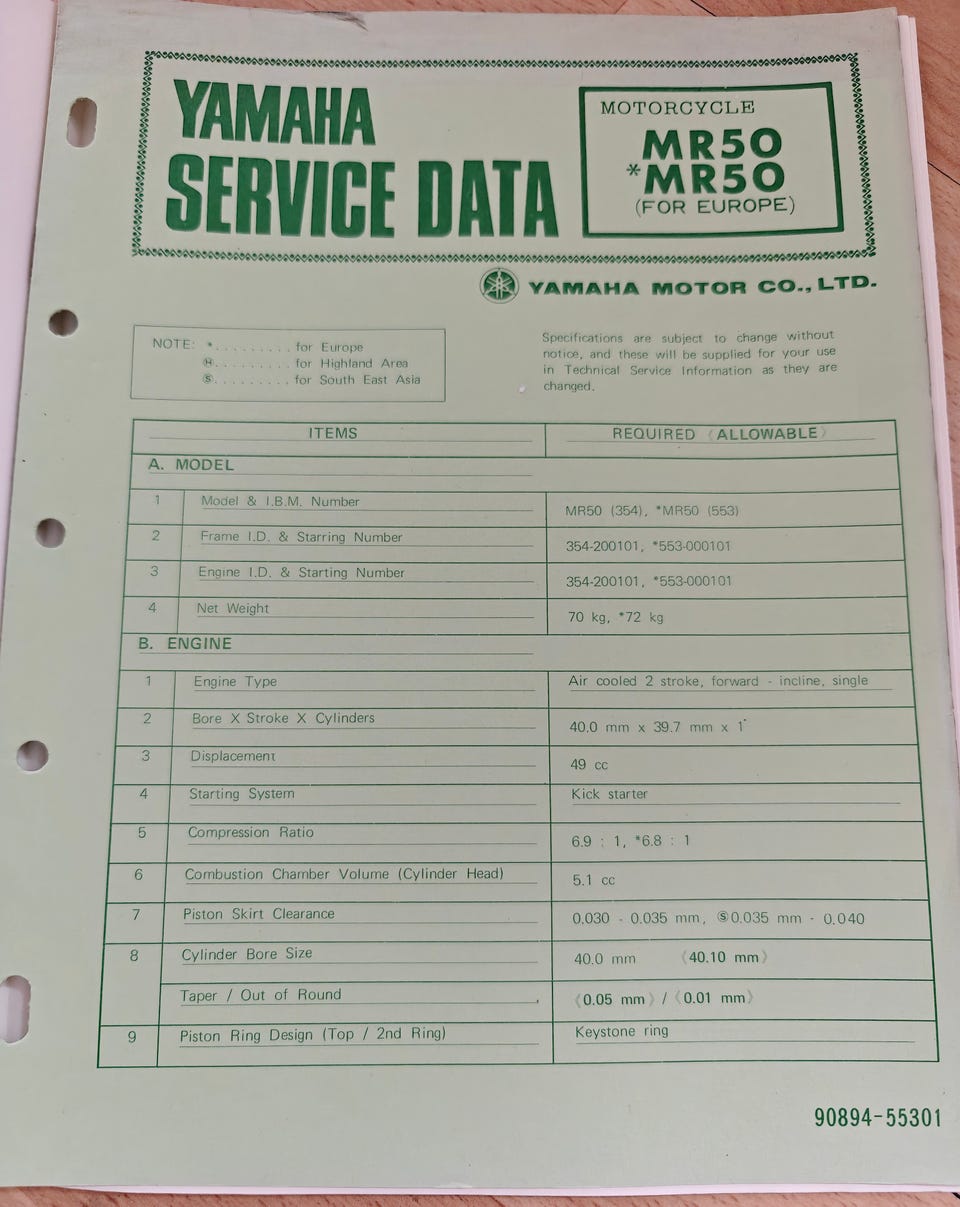 YAMAHA
SERVICE DATA
MOTORCYCLE
MR50
*MR50
(FOR EUROPE)
YAMAHA MOTOR CO., LTD.
NOTE: * . . . . . . . . . for Europe
Ⓗ . . . . . . . . . for Highland Area
Ⓢ . . . . . . . . . for South East Asia
Specifications are subject to change without
notice, and these will be supplied for your use
in Technical Service Information as they are
changed.
ITEMS REQUIRED 〈ALLOWABLE〉
A. MODEL
1 Model & I.B.M. Number MR50 (354), *MR50 (553)
2 Frame I.D. & Starring Number 354-200101, *553-000101
3 Engine I.D. & Starting Number 354-200101, *553-000101
4 Net Weight 70 kg, *72 kg
B. ENGINE
1 Engine Type Air cooled 2 stroke, forward - incline, single
2 Bore X Stroke X Cylinders 40.0 mm x 39.7 mm x 1
3 Displacement 49 cc
4 Starting System Kick starter
5 Compression Ratio 6.9 : 1, *6.8 : 1
6 Combustion Chamber Volume (Cylinder Head) 5.1 cc
7 Piston Skirt Clearance 0.030 - 0.035 mm, Ⓢ0.035 mm - 0.040
8 Cylinder Bore Size 40.0 mm 〈40.10 mm〉
Taper / Out of Round 〈0.05 mm〉 / 〈0.01 mm〉
9 Piston Ring Design (Top / 2nd Ring) Keystone ring
90894-55301